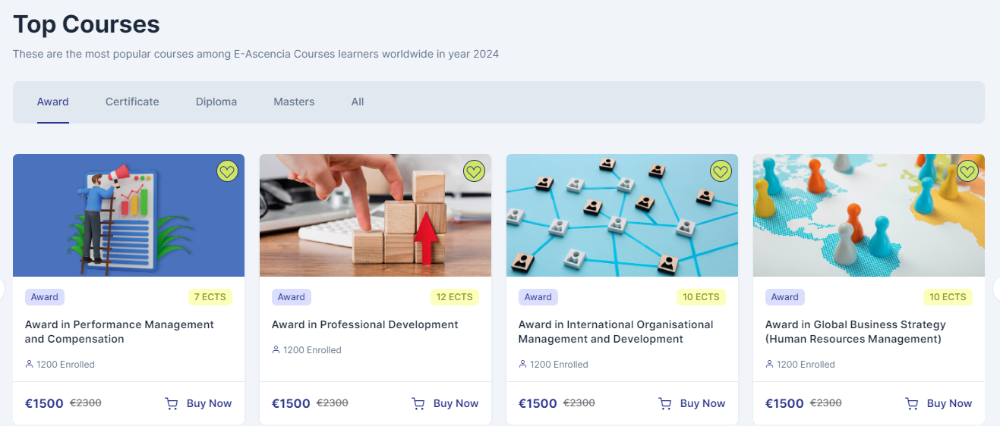 Top Courses
These are the most popular courses among E-Ascencia Courses learners worldwide in year 2024
Award
Certificate
Diploma
Masters
All
Award
7 ECTS
Award in Performance Management
and Compensation
1200 Enrolled
€1500 €2300
Buy Now
Award
12 ECTS
Award in Professional Development
1200 Enrolled
€1500 €2300
Buy Now
Award
10 ECTS
Award in International Organisational
Management and Development
1200 Enrolled
€1500 €2300
Buy Now
Award
10 ECTS
Award in Global Business Strategy
(Human Resources Management)
1200 Enrolled
€1500 €2300
Buy Now